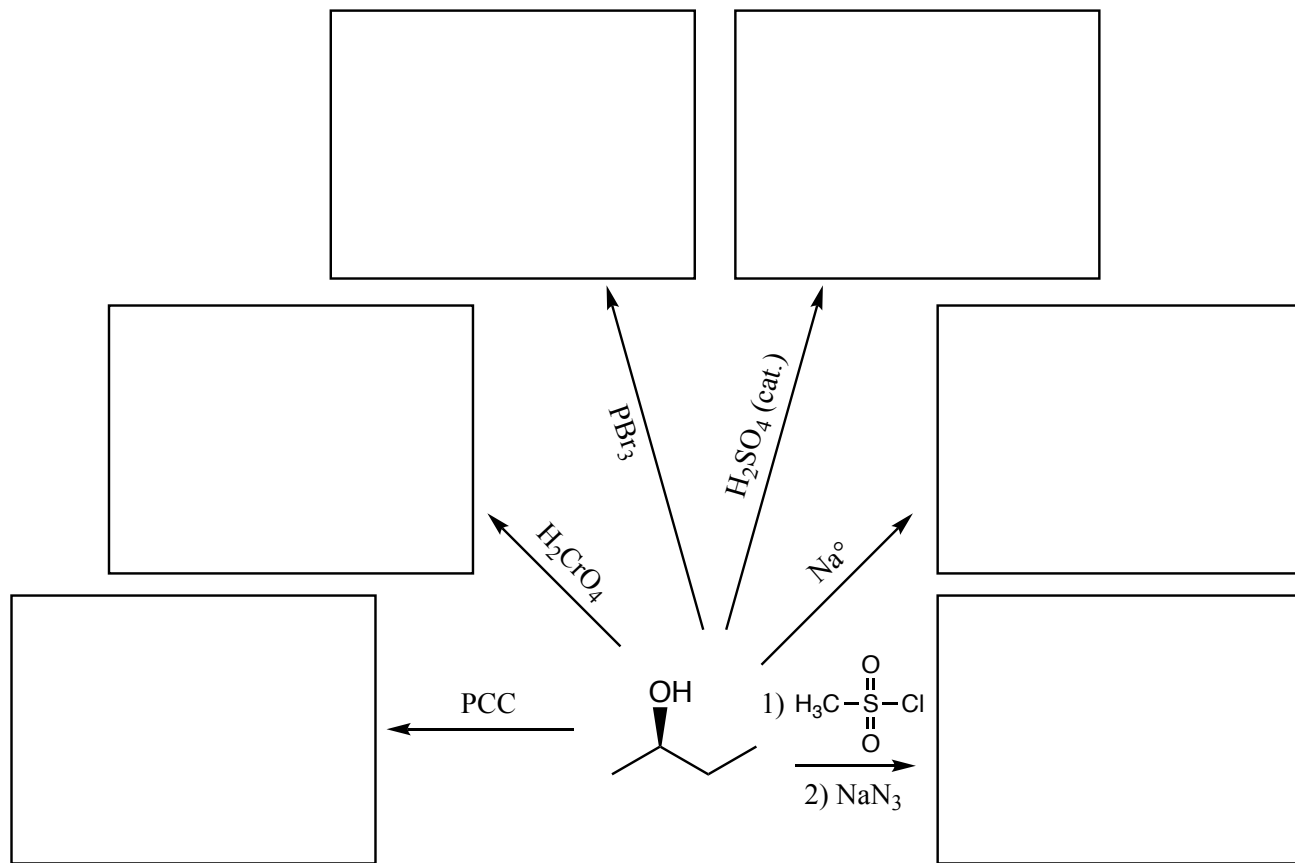 PBr₃
H₂SO₄ (cat.)
H₂CrO₄
Na°
PCC
OH
1)
O
H₃C
S
Cl
O
2) NaN₃